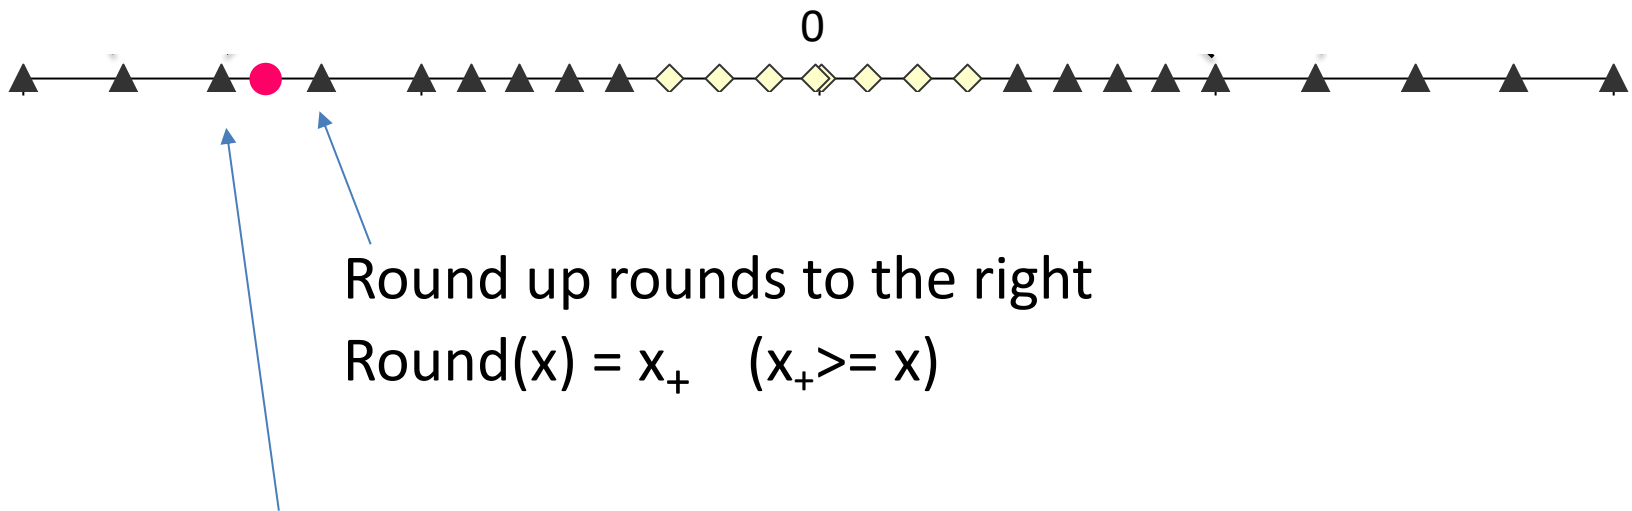 0
Round up rounds to the right
Round(x) = x₊ (x₊>= x)